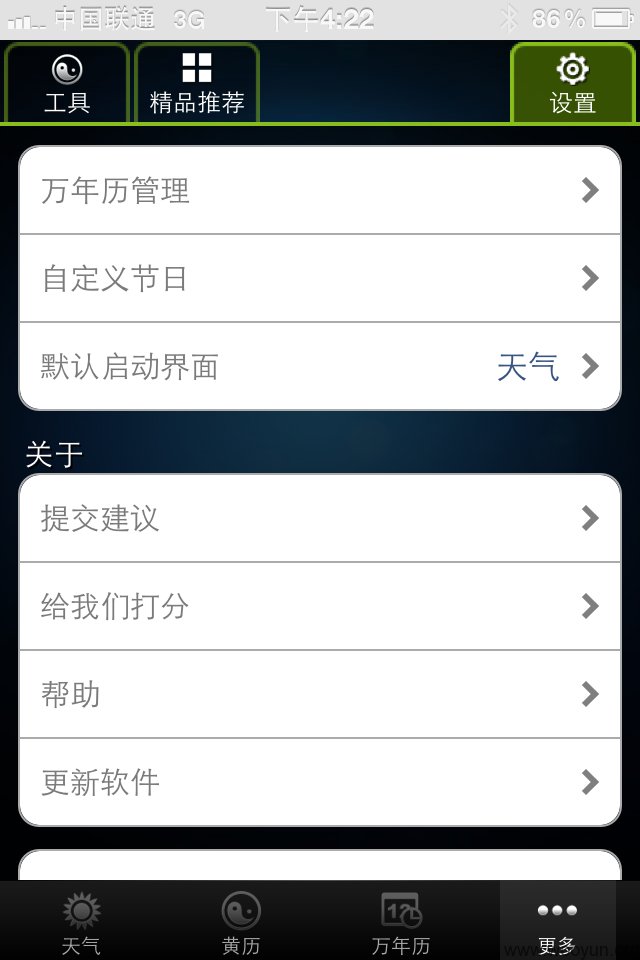 中国联通 3G 下午4:22 86%
工具 精品推荐 设置
万年历管理
自定义节日
默认启动界面 天气
关于
提交建议
给我们打分
帮助
更新软件
12
天气 黄历 万年历 更多